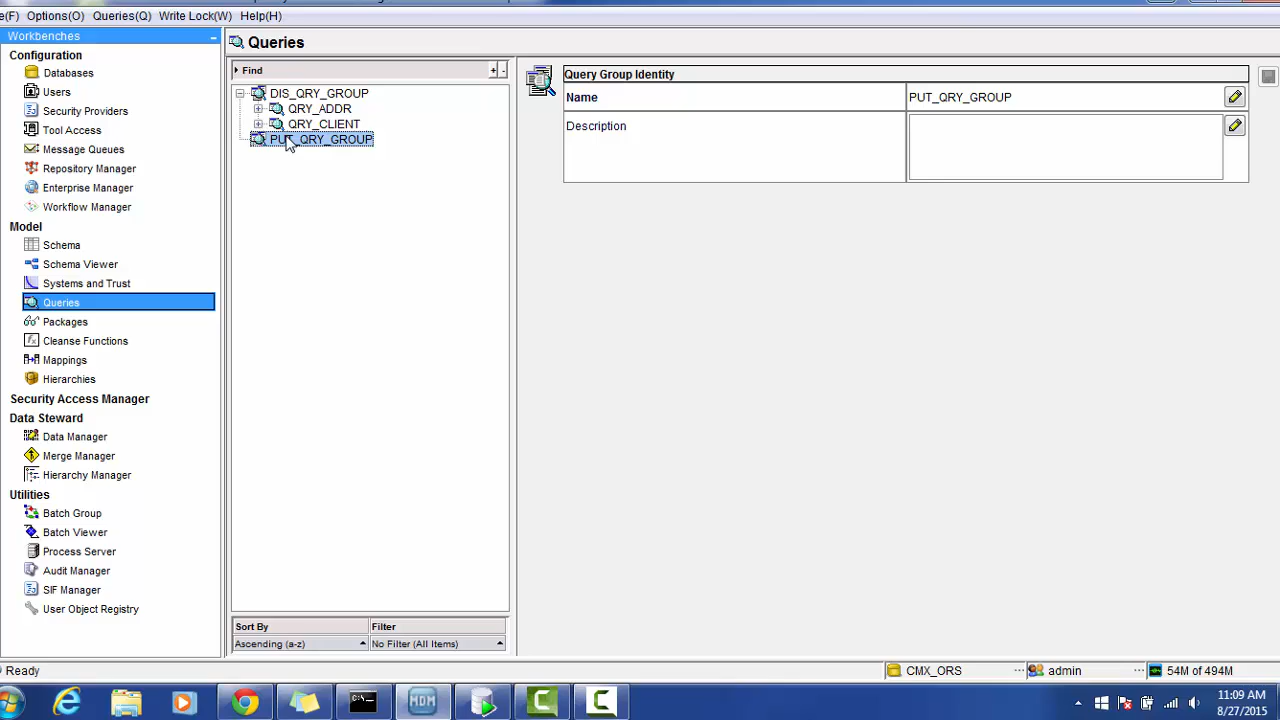 e(F) Options(O) Queries(Q) Write Lock(W) Help(H)
Workbenches
Configuration
Databases
Users
Security Providers
Tool Access
Message Queues
Repository Manager
Enterprise Manager
Workflow Manager
Model
Schema
Schema Viewer
Systems and Trust
Queries
Packages
Cleanse Functions
Mappings
Hierarchies
Security Access Manager
Data Steward
Data Manager
Merge Manager
Hierarchy Manager
Utilities
Batch Group
Batch Viewer
Process Server
Audit Manager
SIF Manager
User Object Registry
Queries
Find
DIS_QRY_GROUP
QRY_ADDR
QRY_CLIENT
PUT_QRY_GROUP
Sort By Filter
Ascending (a-z) No Filter (All Items)
Query Group Identity
Name PUT_QRY_GROUP
Description
Ready CMX_ORS admin 54M of 494M
C:\_ MDM
11:09 AM
8/27/2015